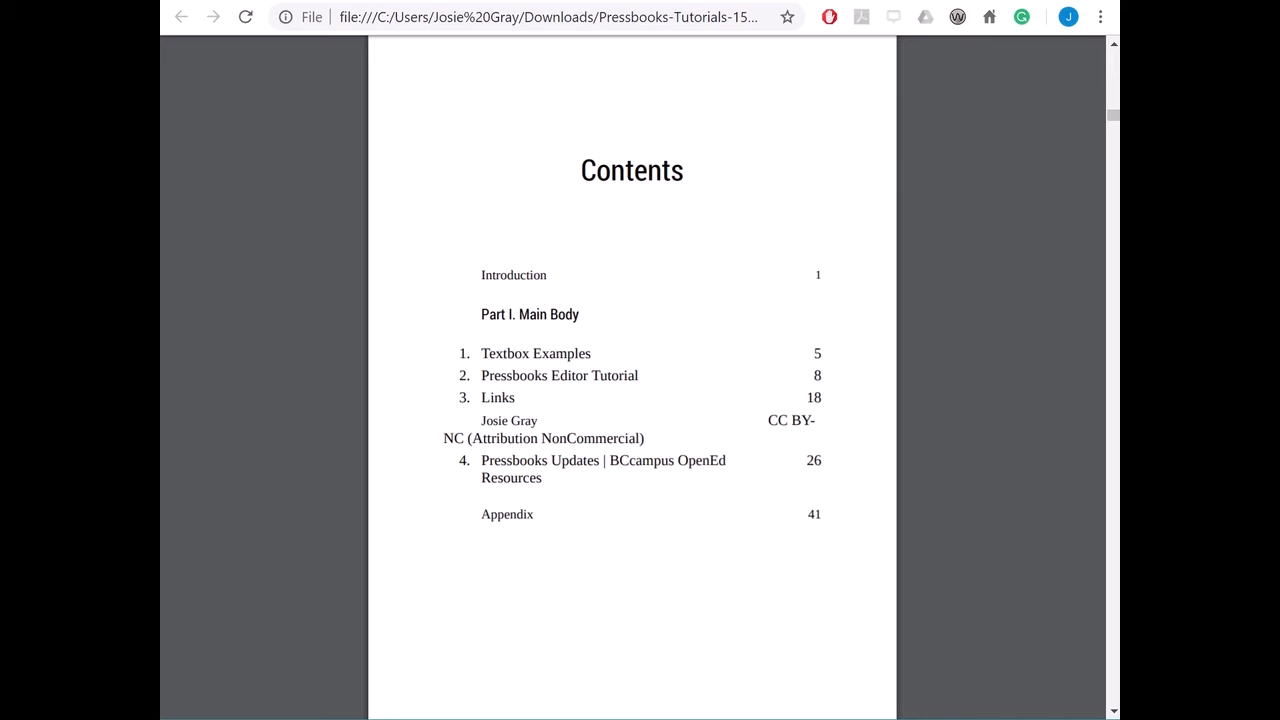 File file:///C:/Users/Josie%20Gray/Downloads/Pressbooks-Tutorials-15... J
Contents
Introduction 1
Part I. Main Body
1. Textbox Examples 5
2. Pressbooks Editor Tutorial 8
3. Links 18
Josie Gray CC BY-
NC (Attribution NonCommercial)
4. Pressbooks Updates | BCcampus OpenEd 26
Resources
Appendix 41